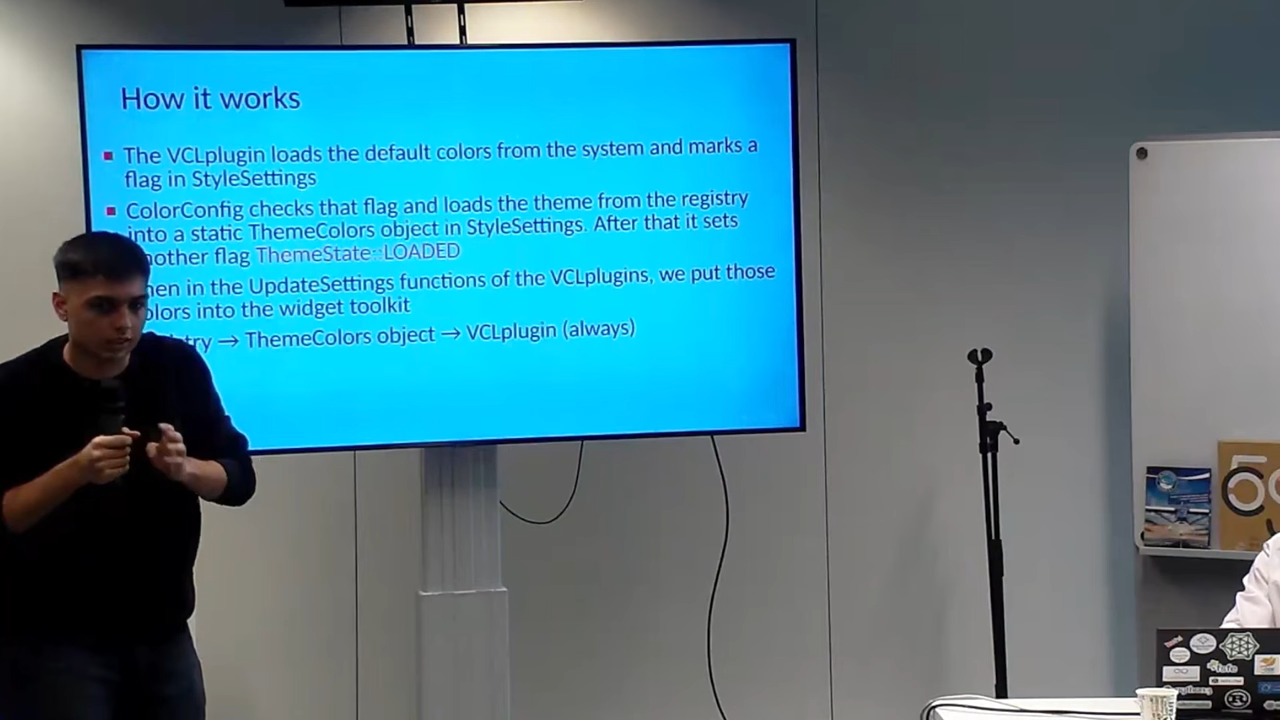 How it works
The VCLplugin loads the default colors from the system and marks a
flag in StyleSettings
ColorConfig checks that flag and loads the theme from the registry
into a static ThemeColors object in StyleSettings. After that it sets
nother flag ThemeState::LOADED
hen in the UpdateSettings functions of the VCLplugins, we put those
olors into the widget toolkit
try → ThemeColors object → VCLplugin (always)